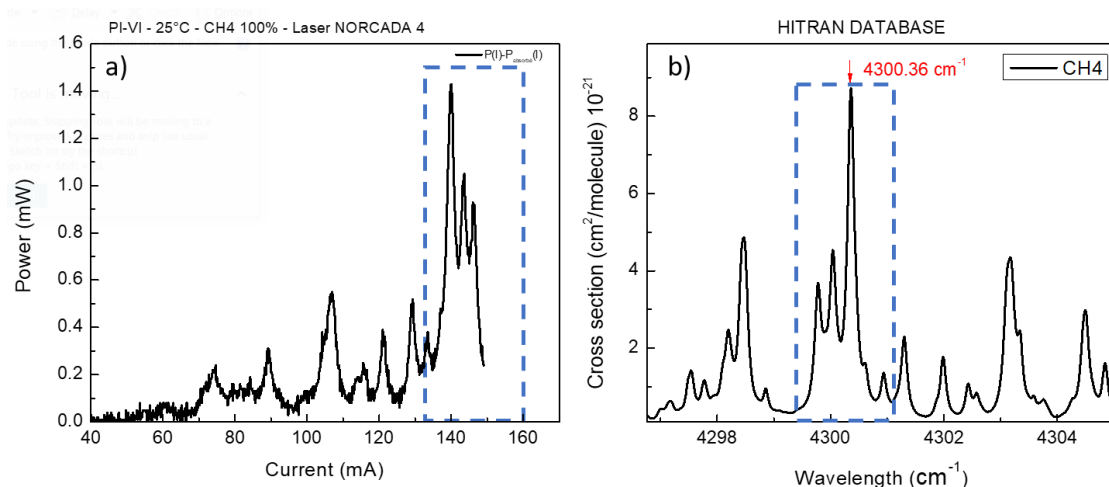 PI-VI - 25°C - CH4 100% - Laser NORCADA 4
a)
P(I)-P absorbé(I)
Power (mW)
1.6
1.4
1.2
1.0
0.8
0.6
0.4
0.2
0.0
40 60 80 100 120 140 160
Current (mA)
HITRAN DATABASE
b)
4300.36 cm⁻¹
CH4
Cross section (cm²/molecule) 10⁻²¹
8
6
4
2
4298 4300 4302 4304
Wavelength (cm⁻¹)